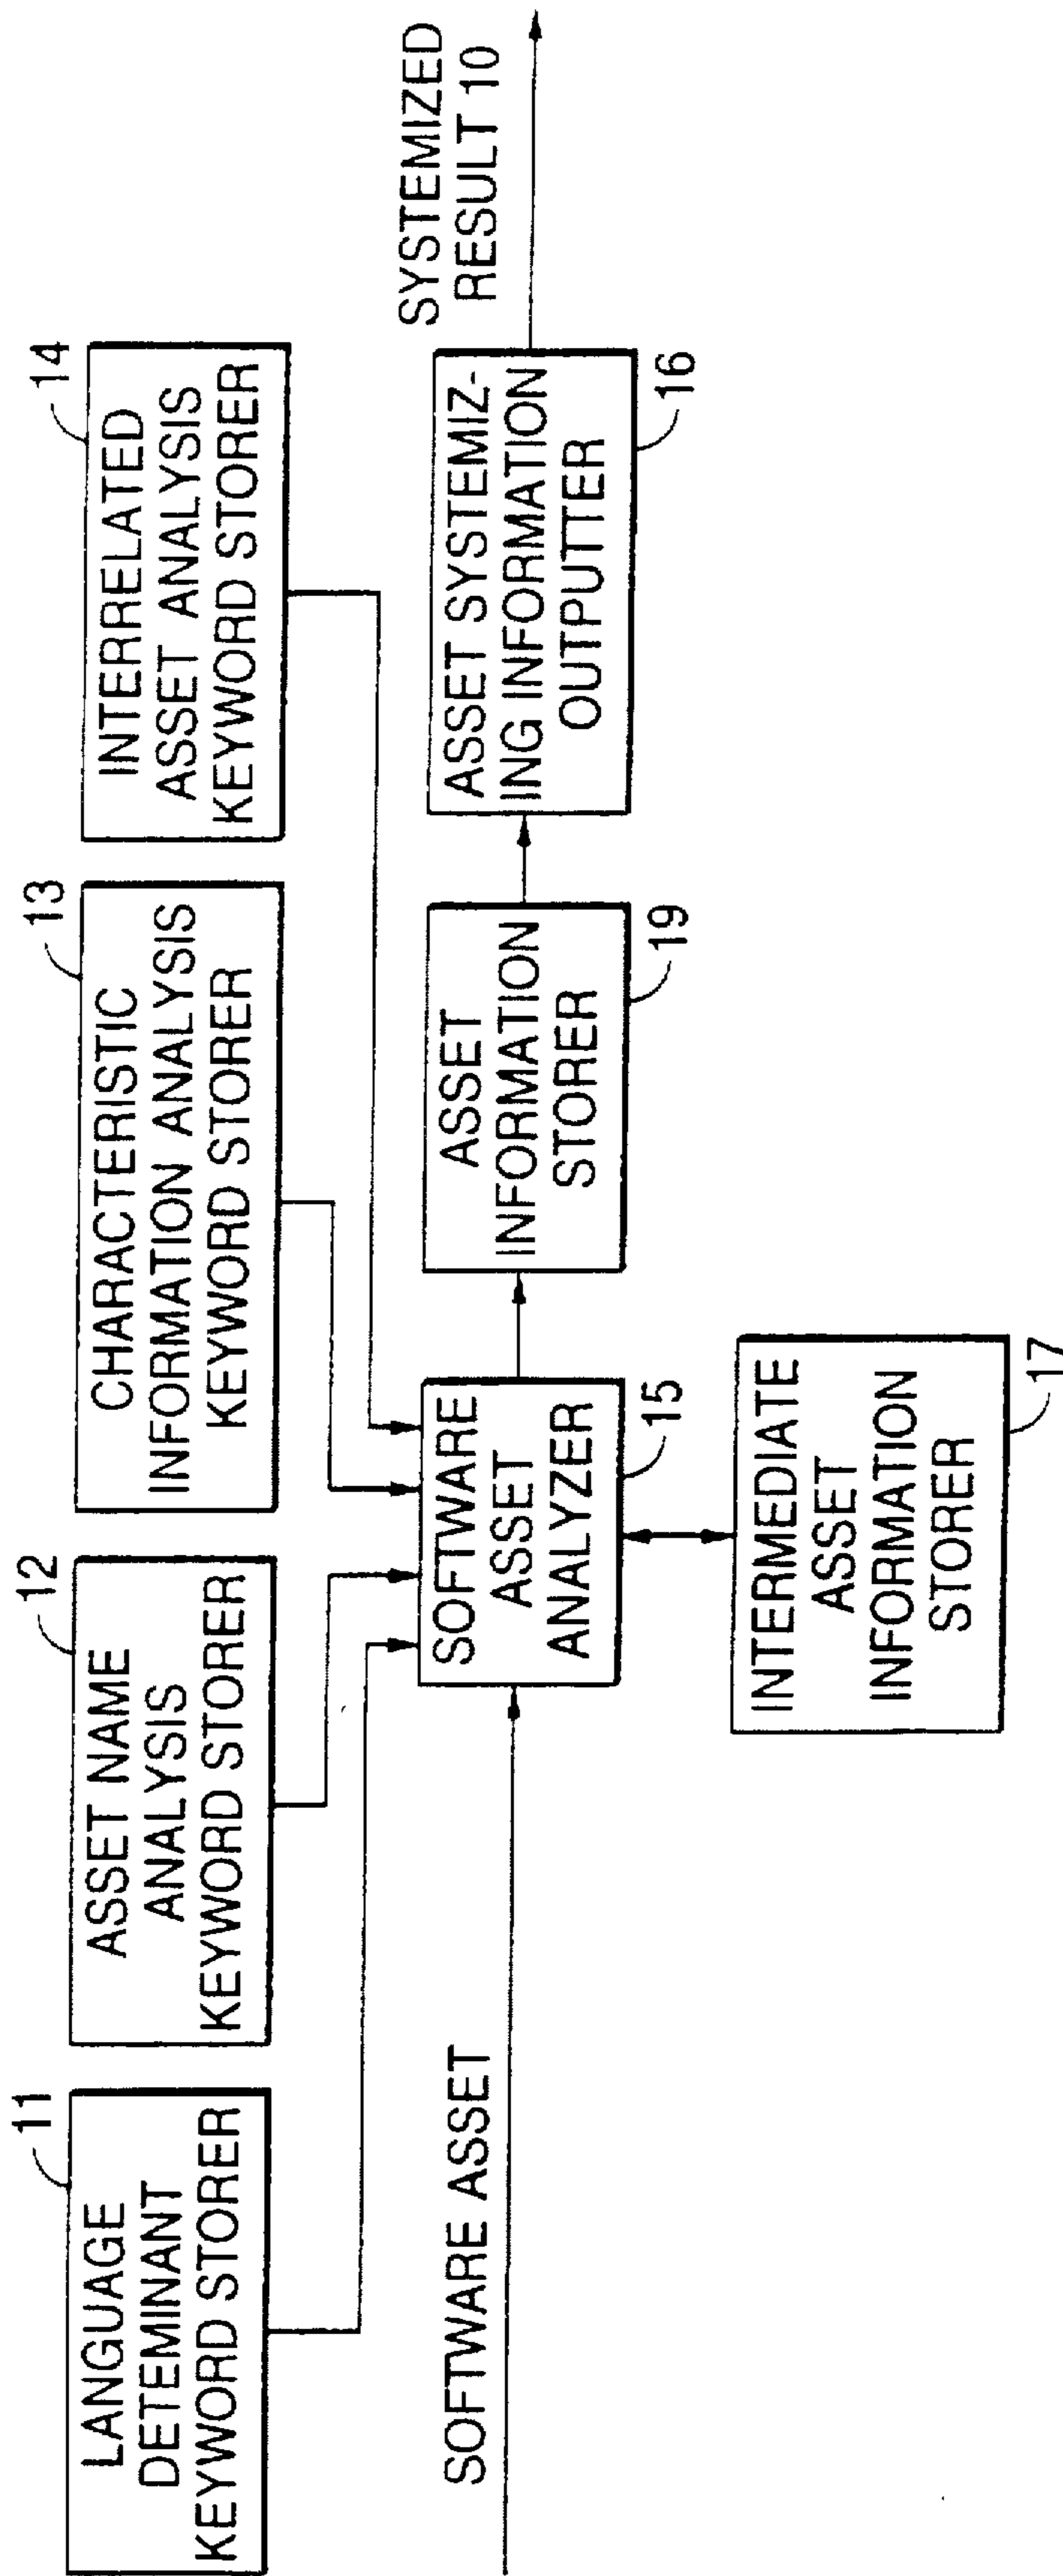 11
LANGUAGE
DETEMINANT
KEYWORD STORER
12
ASSET NAME
ANALYSIS
KEYWORD STORER
13
CHARACTERISTIC
INFORMATION ANALYSIS
KEYWORD STORER
14
INTERRELATED
ASSET ANALYSIS
KEYWORD STORER
SOFTWARE ASSET
SOFTWARE
ASSET
ANALYZER
15
ASSET
INFORMATION
STORER
19
ASSET SYSTEMIZ-
ING INFORMATION
OUTPUTTER
16
SYSTEMIZED
RESULT 10
INTERMEDIATE
ASSET
INFORMATION
STORER
17